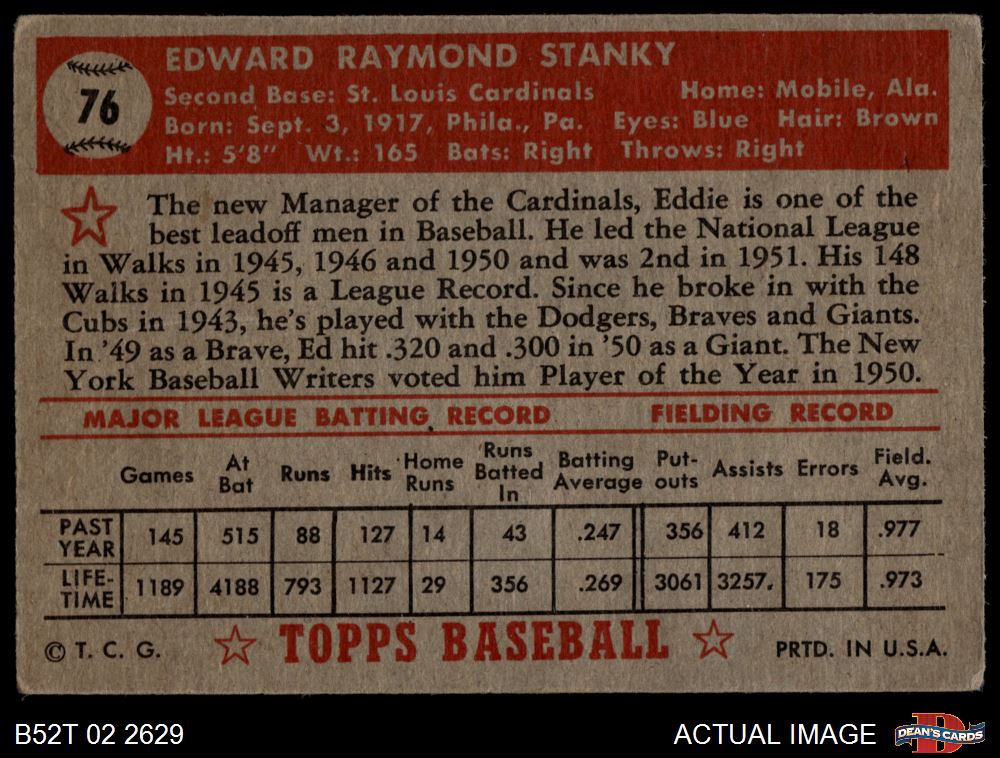 76
EDWARD RAYMOND STANKY
Second Base: St. Louis Cardinals Home: Mobile, Ala.
Born: Sept. 3, 1917, Phila., Pa. Eyes: Blue Hair: Brown
Ht.: 5'8" Wt.: 165 Bats: Right Throws: Right
The new Manager of the Cardinals, Eddie is one of the
best leadoff men in Baseball. He led the National League
in Walks in 1945, 1946 and 1950 and was 2nd in 1951. His 148
Walks in 1945 is a League Record. Since he broke in with the
Cubs in 1943, he's played with the Dodgers, Braves and Giants.
In '49 as a Brave, Ed hit .320 and .300 in '50 as a Giant. The New
York Baseball Writers voted him Player of the Year in 1950.
MAJOR LEAGUE BATTING RECORD FIELDING RECORD
Games At Bat Runs Hits Home Runs Runs Batted In Batting Average Put-outs Assists Errors Field. Avg.
PAST YEAR 145 515 88 127 14 43 .247 356 412 18 .977
LIFE-TIME 1189 4188 793 1127 29 356 .269 3061 3257. 175 .973
© T. C. G. TOPPS BASEBALL PRTD. IN U.S.A.
B52T 02 2629 ACTUAL IMAGE D DEAN'S CARDS